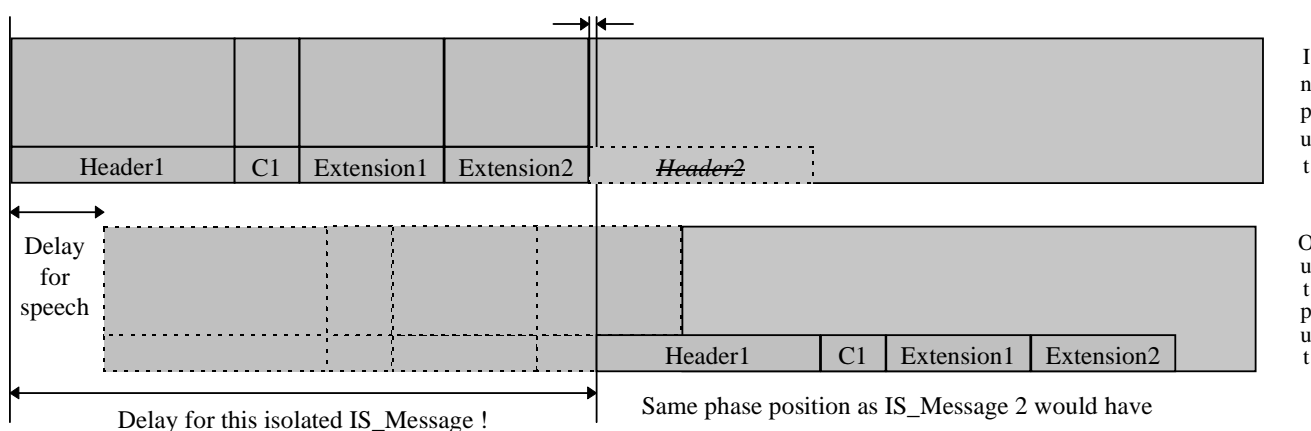 Header1 C1 Extension1 Extension2 Header2
I
n
p
u
t
Delay
for
speech
Header1 C1 Extension1 Extension2
O
u
t
p
u
t
Delay for this isolated IS_Message !
Same phase position as IS_Message 2 would have